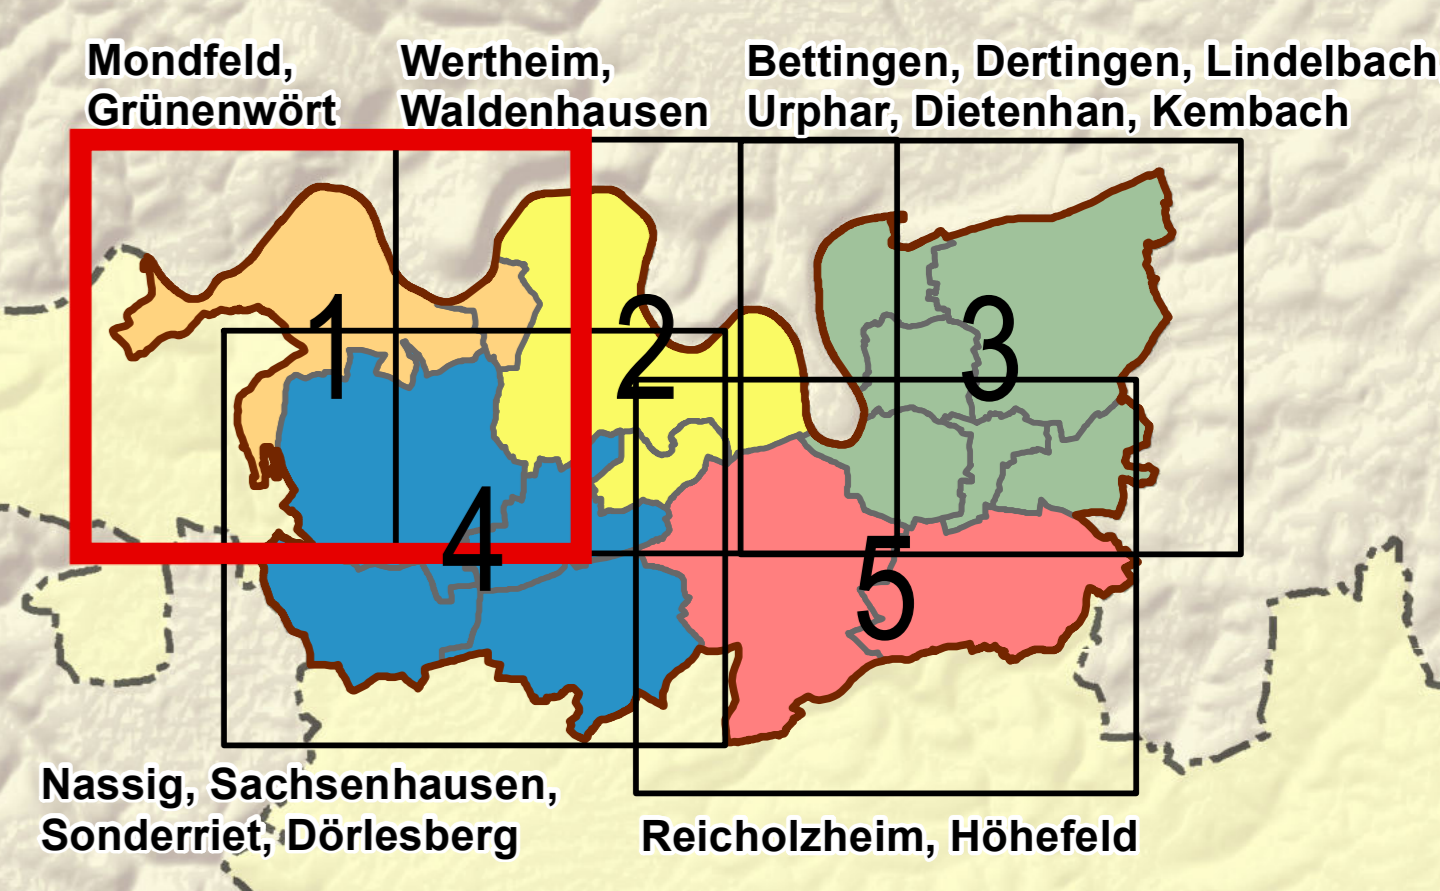 Mondfeld,
Grünenwört
Wertheim,
Waldenhausen
Bettingen, Dertingen, Lindelbach
Urphar, Dietenhan, Kembach
1
2
3
4
5
Nassig, Sachsenhausen,
Sonderriet, Dörlesberg
Reicholzheim, Höhefeld